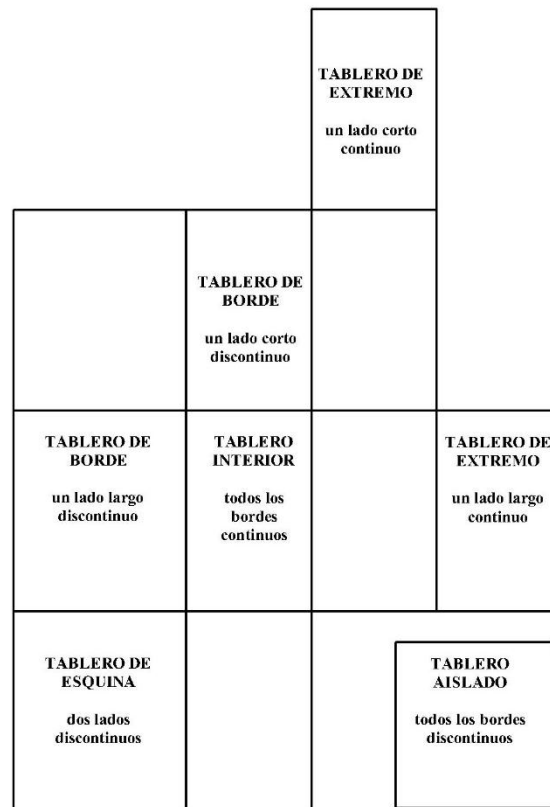 TABLERO DE
EXTREMO
un lado corto
continuo
TABLERO DE
BORDE
un lado corto
discontinuo
TABLERO DE
BORDE
un lado largo
discontinuo
TABLERO
INTERIOR
todos los
bordes
continuos
TABLERO DE
EXTREMO
un lado largo
continuo
TABLERO DE
ESQUINA
dos lados
discontinuos
TABLERO
AISLADO
todos los bordes
discontinuos